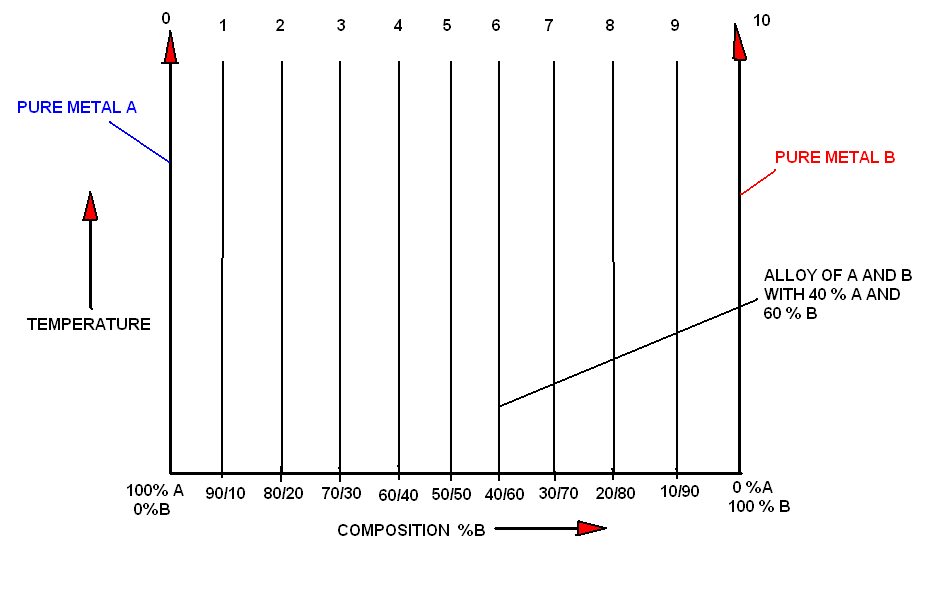 0 1 2 3 4 5 6 7 8 9 10
PURE METAL A
PURE METAL B
ALLOY OF A AND B
WITH 40 % A AND
60 % B
TEMPERATURE
100% A
0%B
90/10 80/20 70/30 60/40 50/50 40/60 30/70 20/80 10/90
0 %A
100 % B
COMPOSITION %B